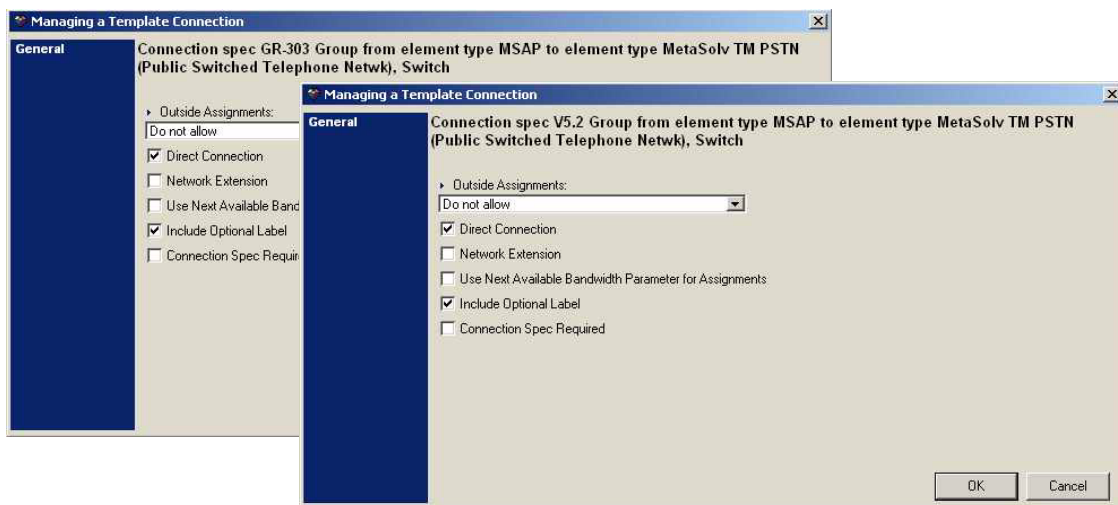 Managing a Template Connection
General
Connection spec GR-303 Group from element type MSAP to element type MetaSolv TM PSTN
(Public Switched Telephone Netwk), Switch
Outside Assignments:
Do not allow
Direct Connection
Network Extension
Use Next Available Band
Include Optional Label
Connection Spec Requir
Managing a Template Connection
General
Connection spec V5.2 Group from element type MSAP to element type MetaSolv TM PSTN
(Public Switched Telephone Netwk), Switch
Outside Assignments:
Do not allow
Direct Connection
Network Extension
Use Next Available Bandwidth Parameter for Assignments
Include Optional Label
Connection Spec Required
OK Cancel